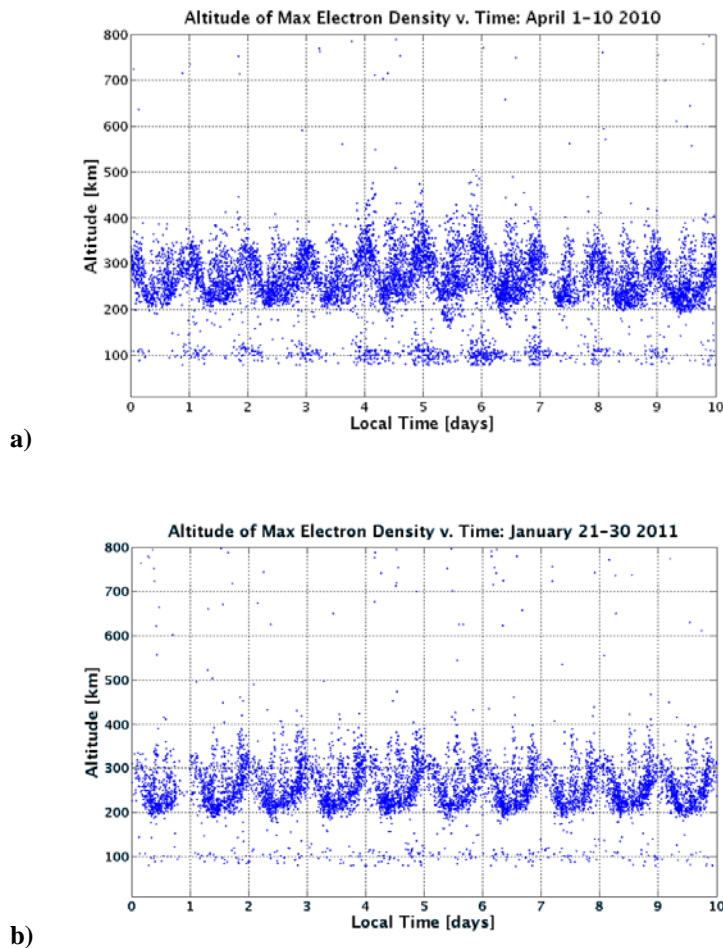 Altitude of Max Electron Density v. Time: April 1-10 2010
800
700
600
500
400
300
200
100
Altitude [km]
0 1 2 3 4 5 6 7 8 9 10
Local Time [days]
a)
Altitude of Max Electron Density v. Time: January 21-30 2011
800
700
600
500
400
300
200
100
Altitude [km]
0 1 2 3 4 5 6 7 8 9 10
Local Time [days]
b)